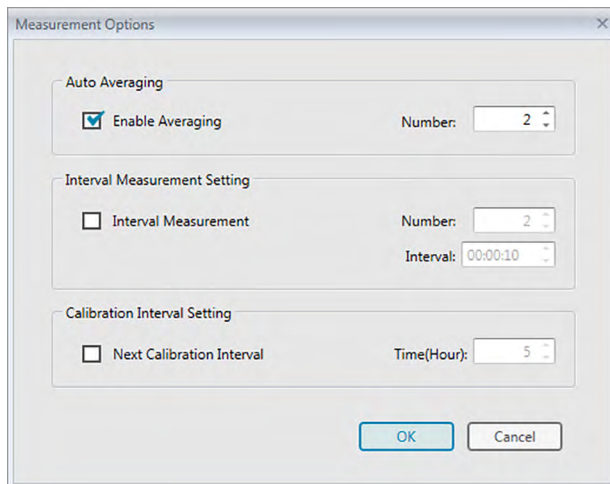 Measurement Options
Auto Averaging
Enable Averaging Number: 2
Interval Measurement Setting
Interval Measurement Number: 2
Interval: 00:00:10
Calibration Interval Setting
Next Calibration Interval Time(Hour): 5
OK Cancel